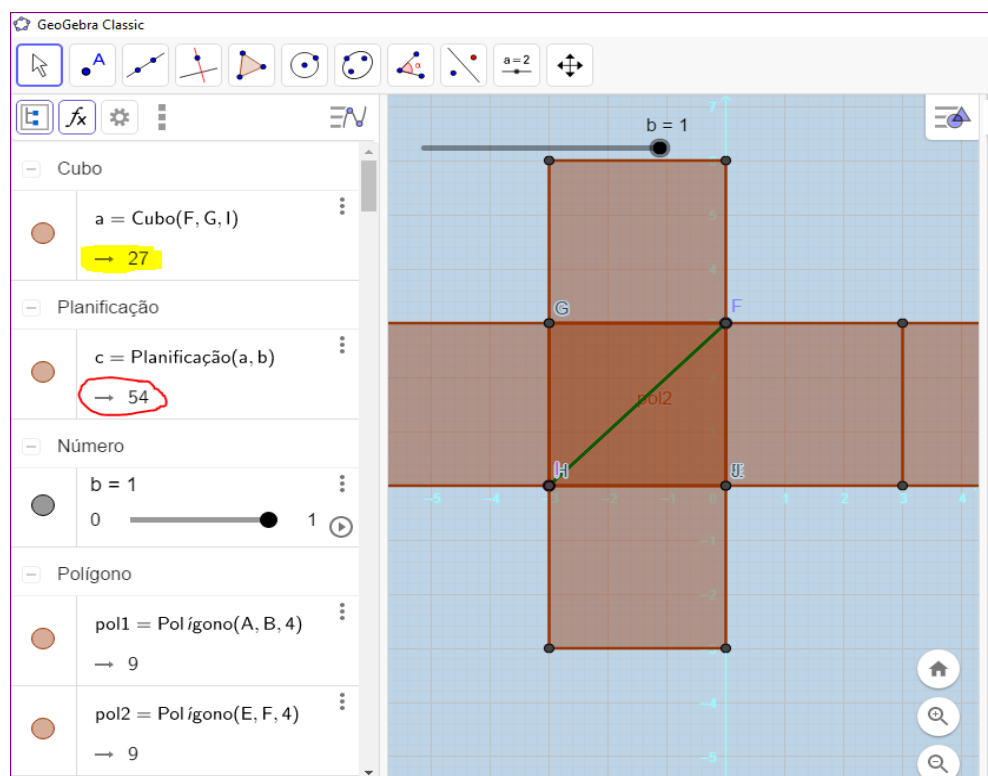 GeoGebra Classic
A
α
a = 2
fx
Cubo
a = Cubo(F, G, I)
→ 27
Planificação
c = Planificação(a, b)
→ 54
Número
b = 1
0 1
Polígono
pol1 = Polígono(A, B, 4)
→ 9
pol2 = Polígono(E, F, 4)
→ 9
7
b = 1
5
4
G F
pol2
H
-5 -4 -2 -1 0 1 2 3 4
-1
-2
-4
-5